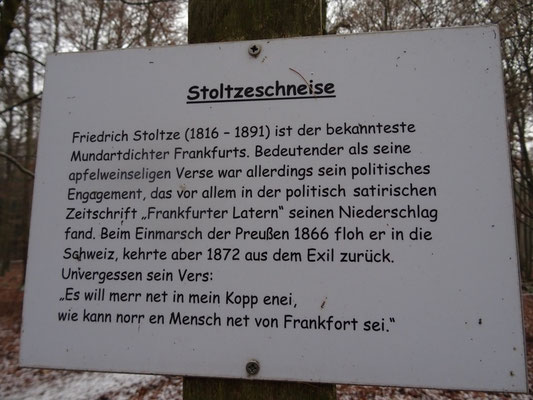 Stoltzeschneise
Friedrich Stoltze (1816 – 1891) ist der bekannteste
Mundartdichter Frankfurts. Bedeutender als seine
apfelweinseligen Verse war allerdings sein politisches
Engagement, das vor allem in der politisch satirischen
Zeitschrift „Frankfurter Latern“ seinen Niederschlag
fand. Beim Einmarsch der Preußen 1866 floh er in die
Schweiz, kehrte aber 1872 aus dem Exil zurück.
Unvergessen sein Vers:
„Es will merr net in mein Kopp enei,
wie kann norr en Mensch net von Frankfort sei.“